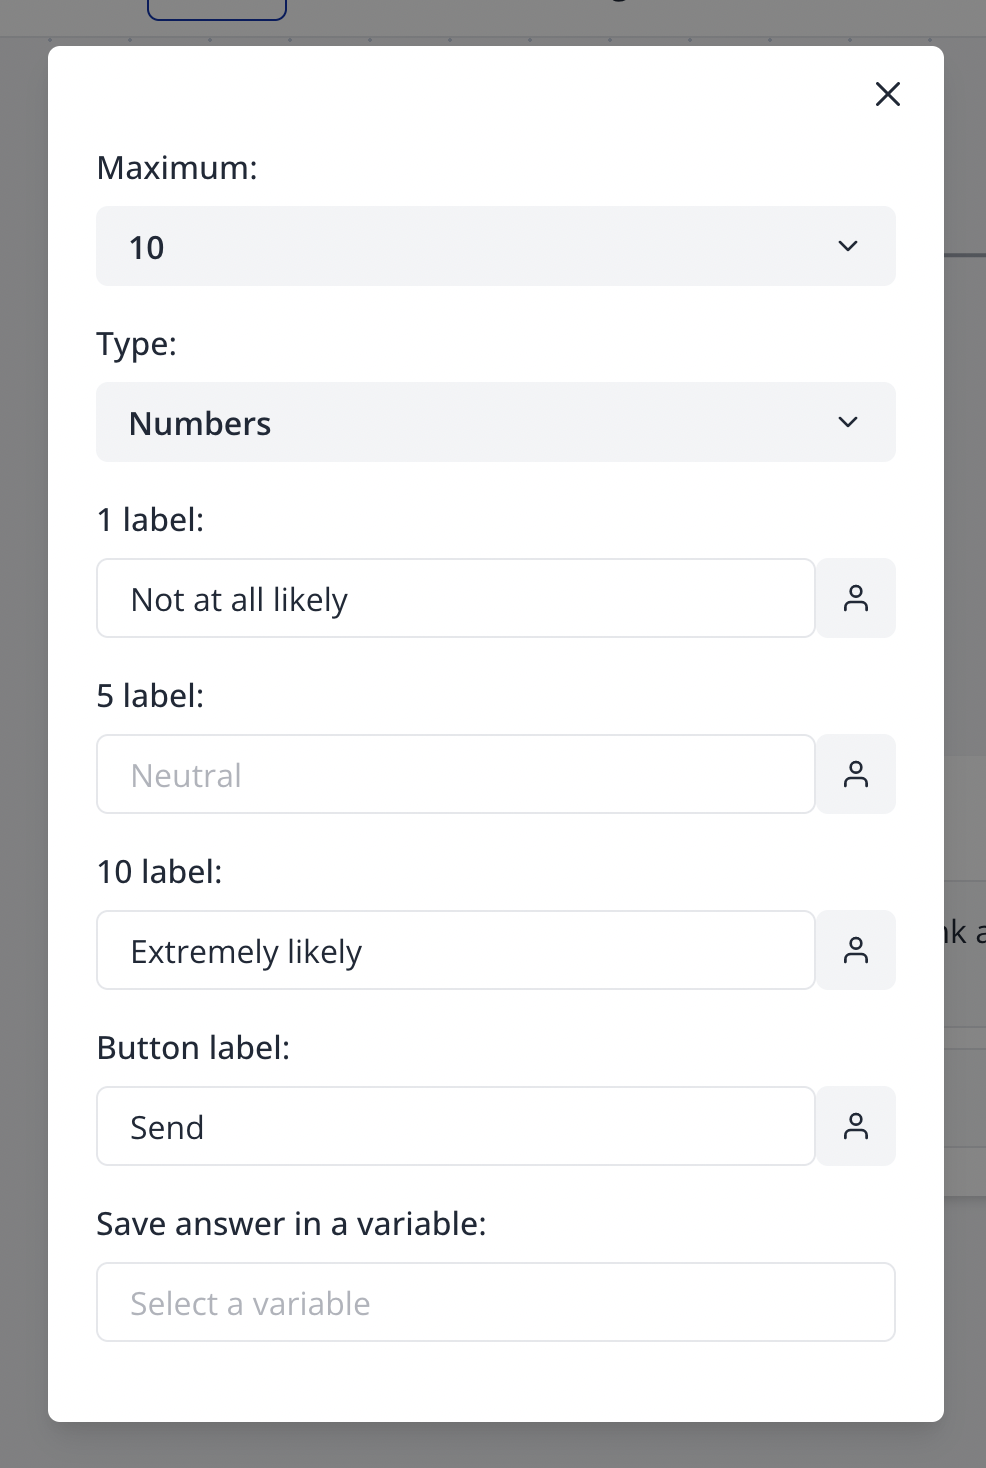 Maximum:
10
Type:
Numbers
1 label:
Not at all likely
5 label:
Neutral
10 label:
Extremely likely
Button label:
Send
Save answer in a variable:
Select a variable